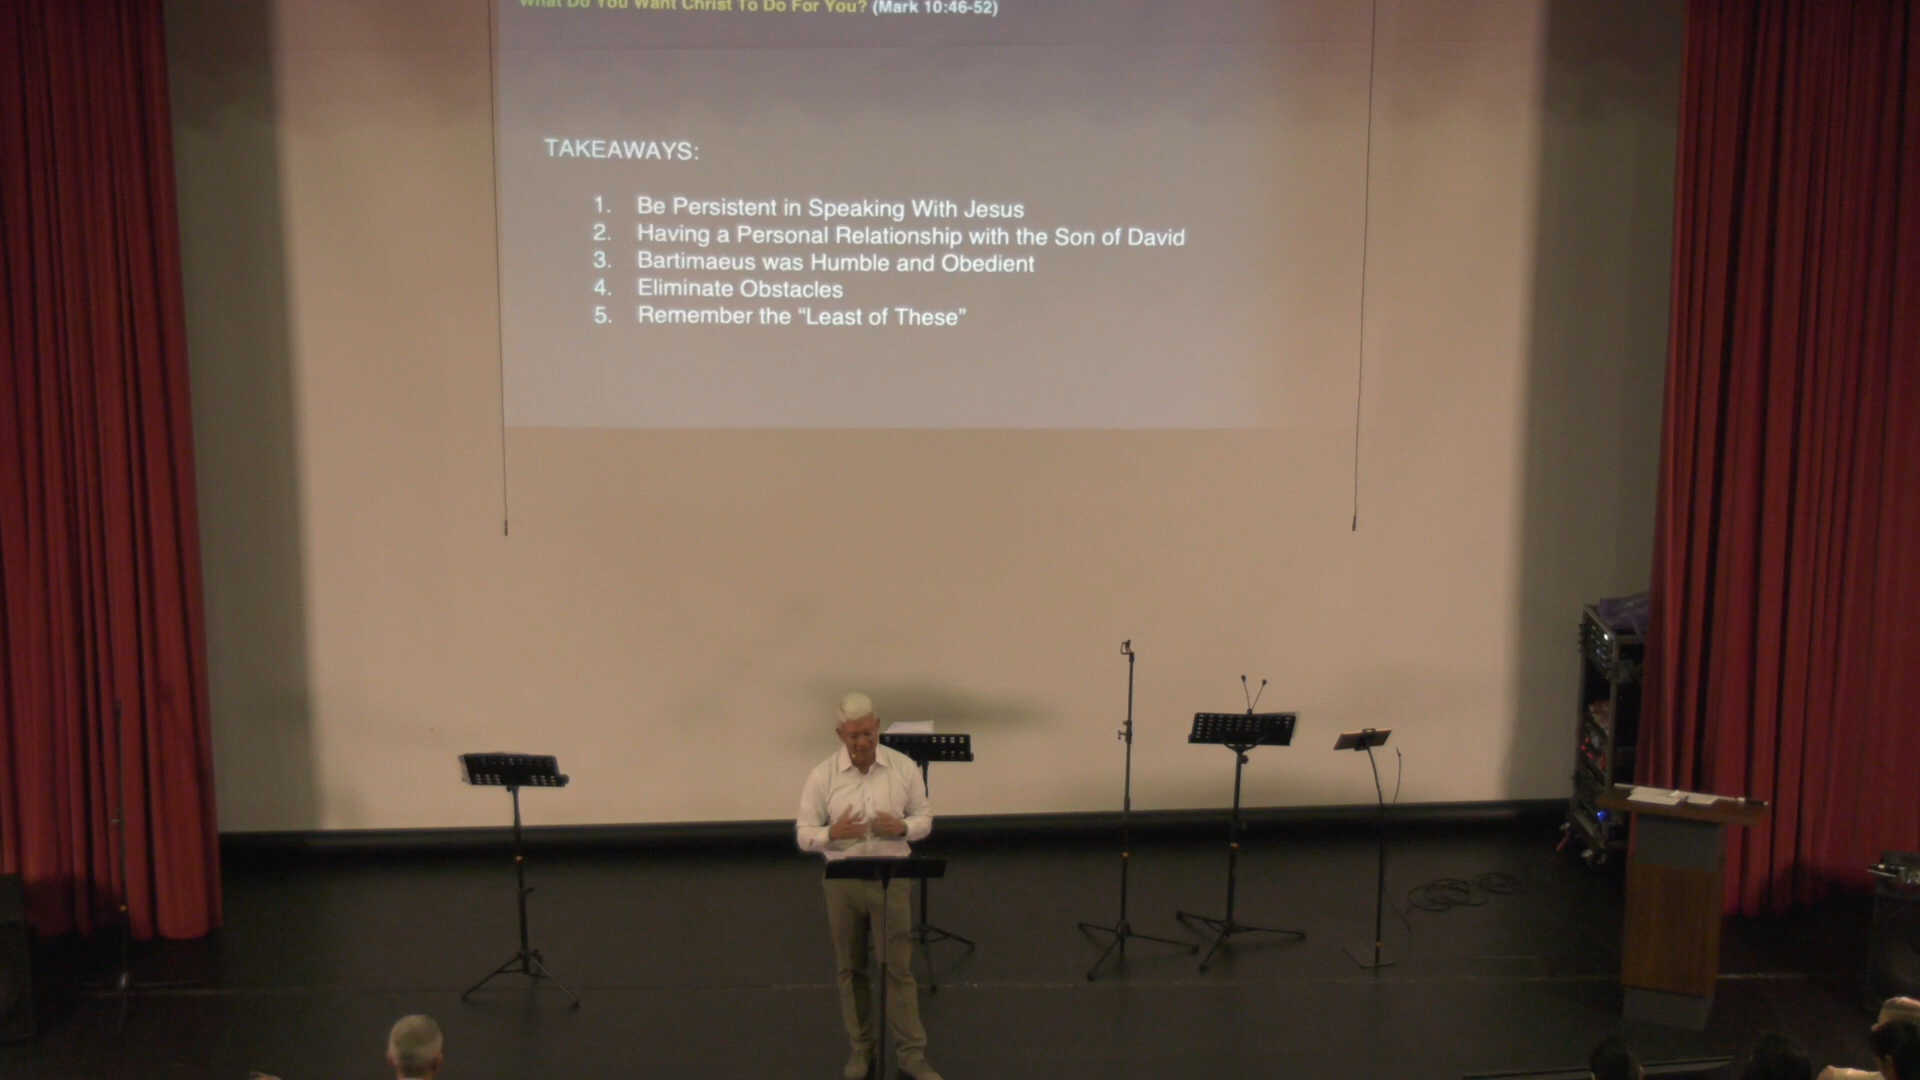 What Do You Want Christ To Do For You? (Mark 10:46-52)
TAKEAWAYS:
1. Be Persistent in Speaking With Jesus
2. Having a Personal Relationship with the Son of David
3. Bartimaeus was Humble and Obedient
4. Eliminate Obstacles
5. Remember the “Least of These”